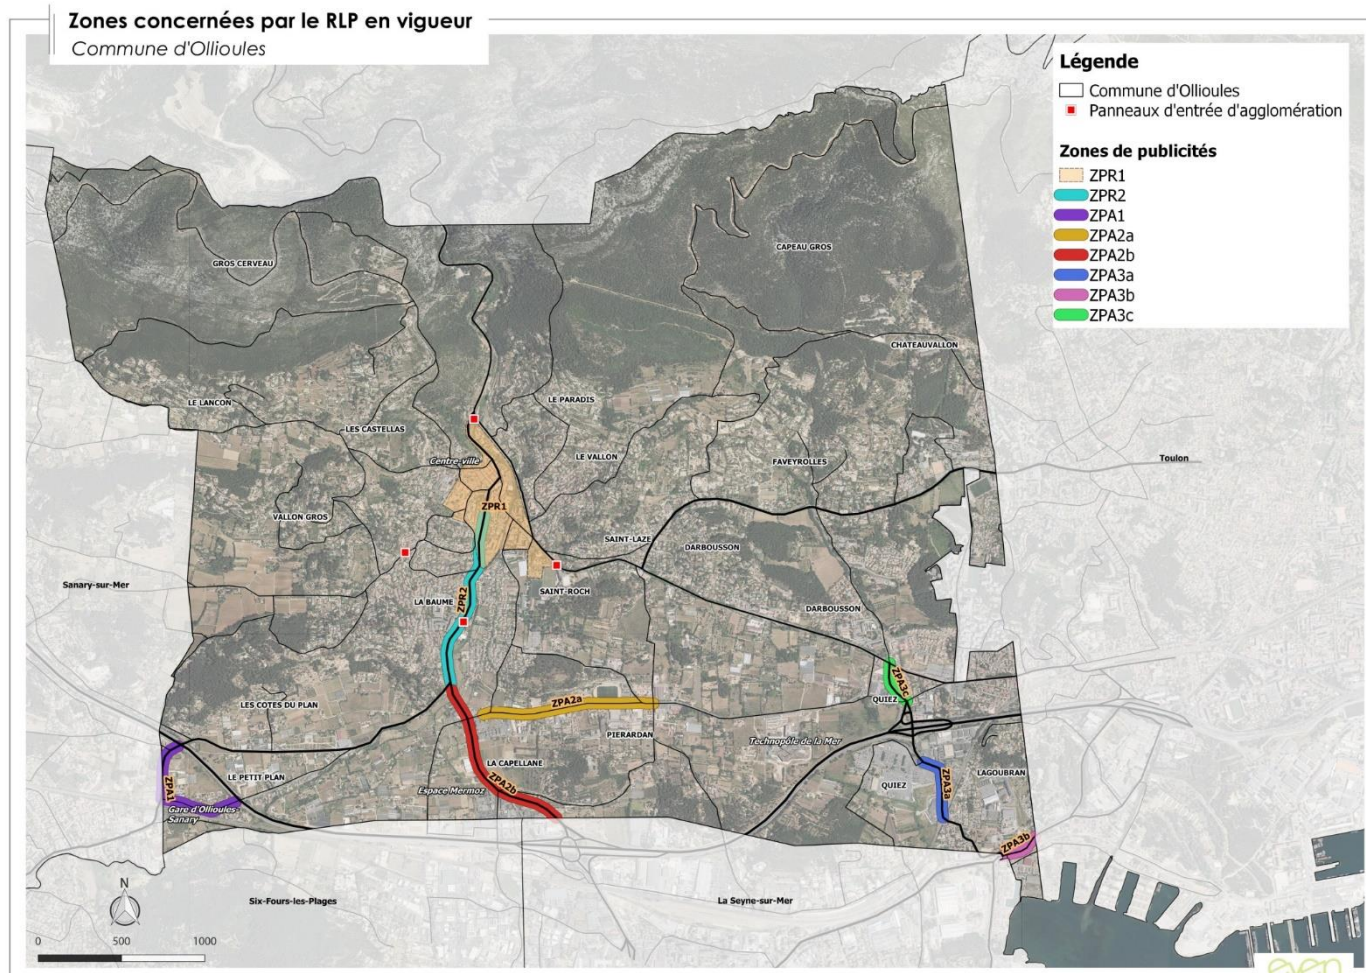 Zones concernées par le RLP en vigueur
Commune d'Ollioules
Légende
Commune d'Ollioules
Panneaux d'entrée d'agglomération
Zones de publicités
ZPR1
ZPR2
ZPA1
ZPA2a
ZPA2b
ZPA3a
ZPA3b
ZPA3c
GROS CERVEAU
CAPEAU GROS
CHATEAUVALLON
LE LANCON
LE PARADIS
LES CASTELLAS
Centre-ville
LE VALLON
FAVEYROLLES
Toulon
ZPR1
VALLON GROS
SAINT-LAZE
DARBOUSSON
Sanary-sur-Mer
SAINT-ROCH
LA BAUME
ZPR2
DARBOUSSON
ZPA3c
QUIEZ
LES COTES DU PLAN
ZPA2a
PIERARDAN
Technopôle de la Mer
LA CAPELLANE
LE PETIT PLAN
ZPA1
ZPA2b
Espace Mermoz
QUIEZ
LAGOUBRAN
ZPA3a
Gare d'Ollioules
Sanary
ZPA3b
N
Six-Fours-les-Plages
La Seyne-sur-Mer
0 500 1000
even